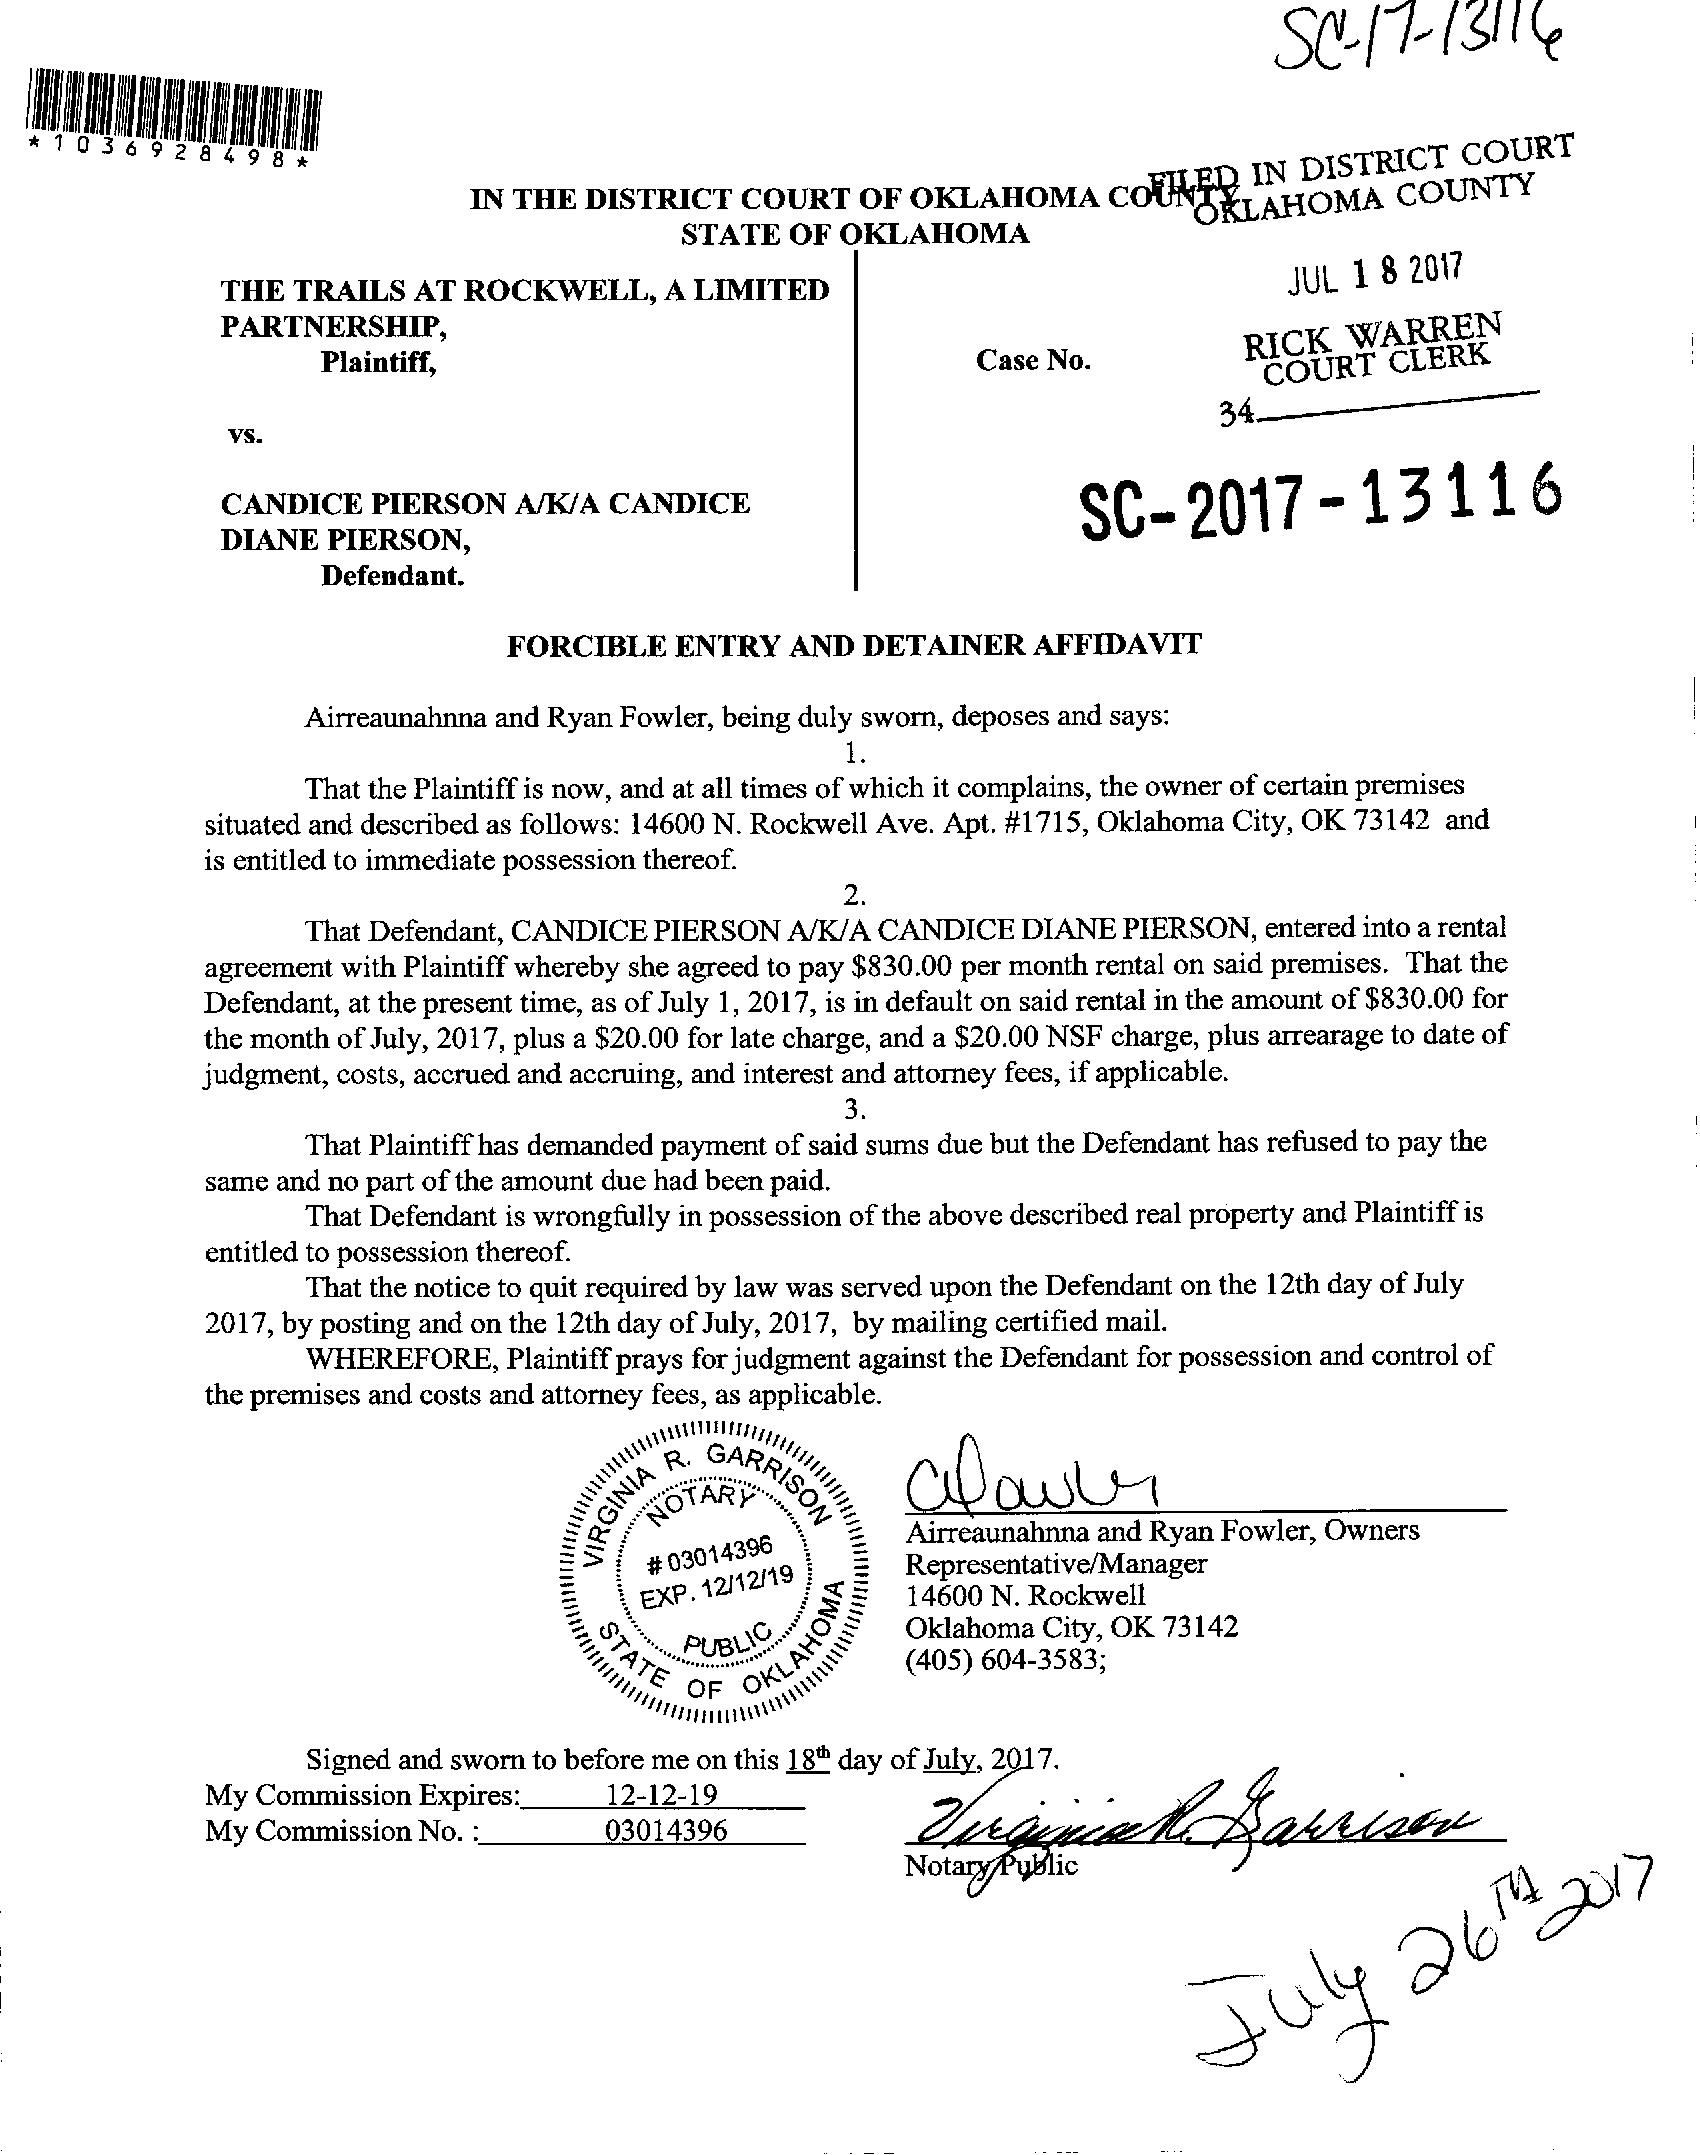 SC-17-13116
*1036928498*
FILED IN DISTRICT COURT
OKLAHOMA COUNTY
IN THE DISTRICT COURT OF OKLAHOMA COUNTY
STATE OF OKLAHOMA
JUL 18 2017
RICK WARREN
COURT CLERK
34
THE TRAILS AT ROCKWELL, A LIMITED
PARTNERSHIP,
Plaintiff,
Case No.
vs.
SC-2017-13116
CANDICE PIERSON A/K/A CANDICE
DIANE PIERSON,
Defendant.
FORCIBLE ENTRY AND DETAINER AFFIDAVIT
Airreaunahnna and Ryan Fowler, being duly sworn, deposes and says:
1.
That the Plaintiff is now, and at all times of which it complains, the owner of certain premises
situated and described as follows: 14600 N. Rockwell Ave. Apt. #1715, Oklahoma City, OK 73142 and
is entitled to immediate possession thereof.
2.
That Defendant, CANDICE PIERSON A/K/A CANDICE DIANE PIERSON, entered into a rental
agreement with Plaintiff whereby she agreed to pay $830.00 per month rental on said premises. That the
Defendant, at the present time, as of July 1, 2017, is in default on said rental in the amount of $830.00 for
the month of July, 2017, plus a $20.00 for late charge, and a $20.00 NSF charge, plus arrearage to date of
judgment, costs, accrued and accruing, and interest and attorney fees, if applicable.
3.
That Plaintiff has demanded payment of said sums due but the Defendant has refused to pay the
same and no part of the amount due had been paid.
That Defendant is wrongfully in possession of the above described real property and Plaintiff is
entitled to possession thereof.
That the notice to quit required by law was served upon the Defendant on the 12th day of July
2017, by posting and on the 12th day of July, 2017, by mailing certified mail.
WHEREFORE, Plaintiff prays for judgment against the Defendant for possession and control of
the premises and costs and attorney fees, as applicable.
VIRGINIA R. GARRISON
NOTARY
# 03014396
EXP. 12/12/19
PUBLIC
STATE OF OKLAHOMA
Airreaunahnna and Ryan Fowler, Owners
Representative/Manager
14600 N. Rockwell
Oklahoma City, OK 73142
(405) 604-3583;
Signed and sworn to before me on this 18th day of July, 2017.
My Commission Expires: 12-12-19
My Commission No. : 03014396
Virginia R. Garrison
Notary Public
July 26TH 2017